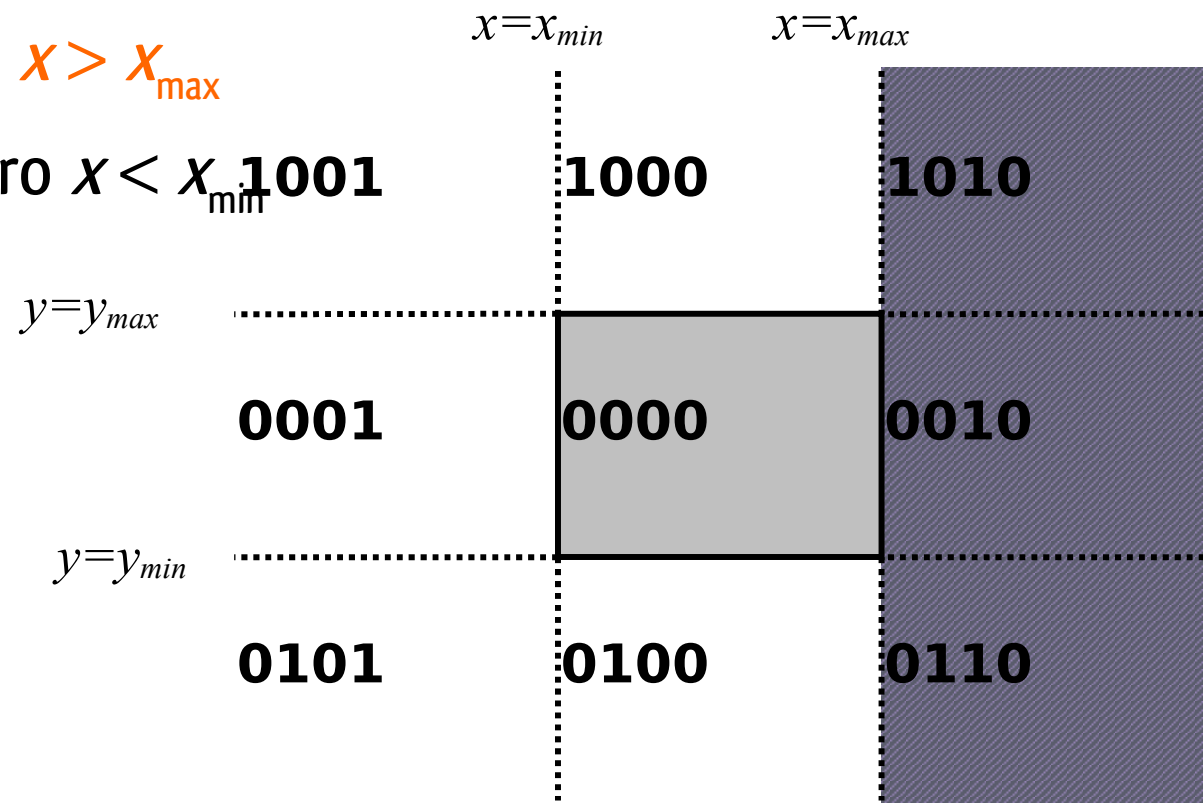 x=xmin x=xmax
x > xmax
ro x < xmin 1001 1000 1010
y=ymax
0001 0000 0010
y=ymin
0101 0100 0110